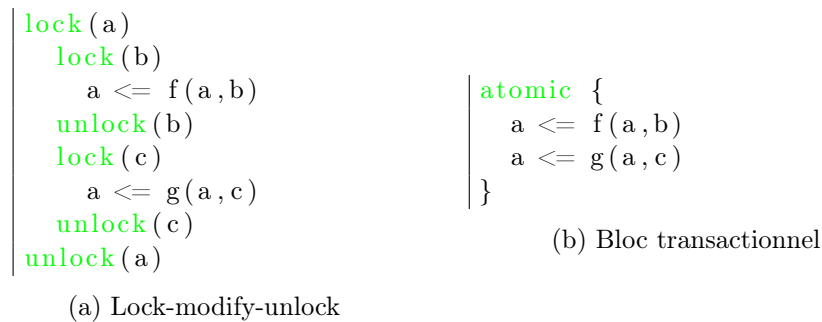 lock(a)
lock(b)
a <= f(a,b)
unlock(b)
lock(c)
a <= g(a,c)
unlock(c)
unlock(a)
(a) Lock-modify-unlock
atomic {
a <= f(a,b)
a <= g(a,c)
}
(b) Bloc transactionnel